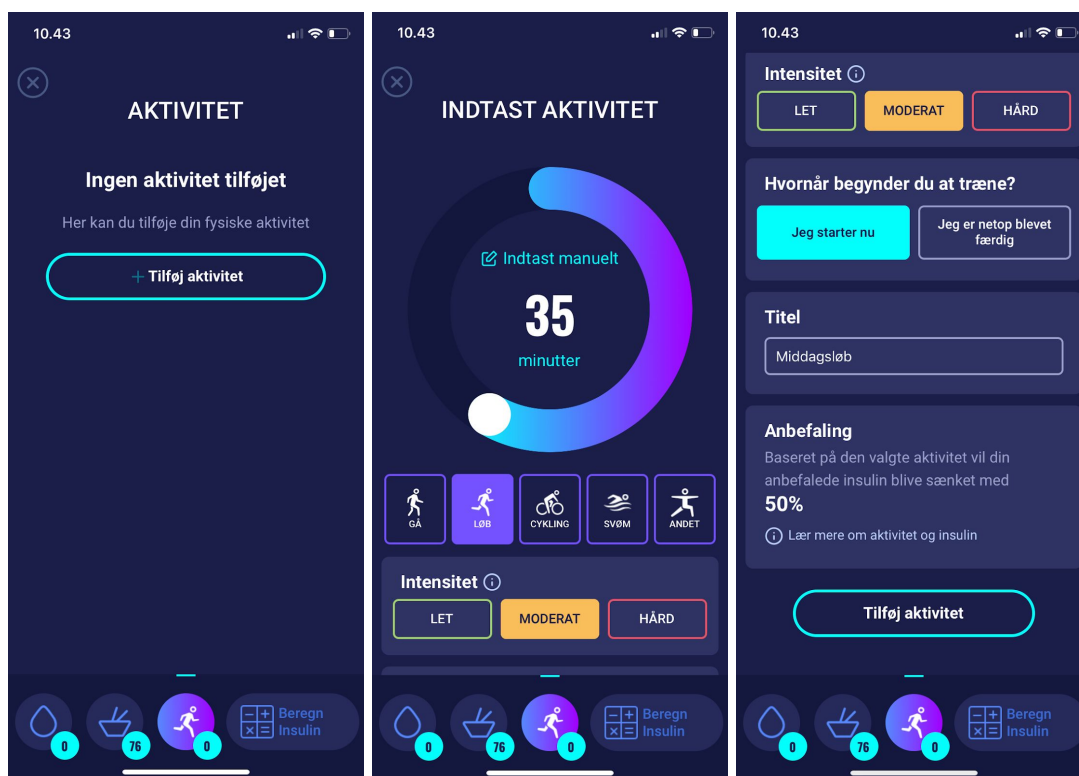 10.43
AKTIVITET
Ingen aktivitet tilføjet
Her kan du tilføje din fysiske aktivitet
+ Tilføj aktivitet
0
76
0
Beregn
Insulin
10.43
INDTAST AKTIVITET
Indtast manuelt
35
minutter
GÅ
LØB
CYKLING
SVØM
ANDET
Intensitet
LET
MODERAT
HÅRD
0
76
0
Beregn
Insulin
10.43
Intensitet
LET
MODERAT
HÅRD
Hvornår begynder du at træne?
Jeg starter nu
Jeg er netop blevet
færdig
Titel
Middagsløb
Anbefaling
Baseret på den valgte aktivitet vil din
anbefalede insulin blive sænket med
50%
Lær mere om aktivitet og insulin
Tilføj aktivitet
0
76
0
Beregn
Insulin